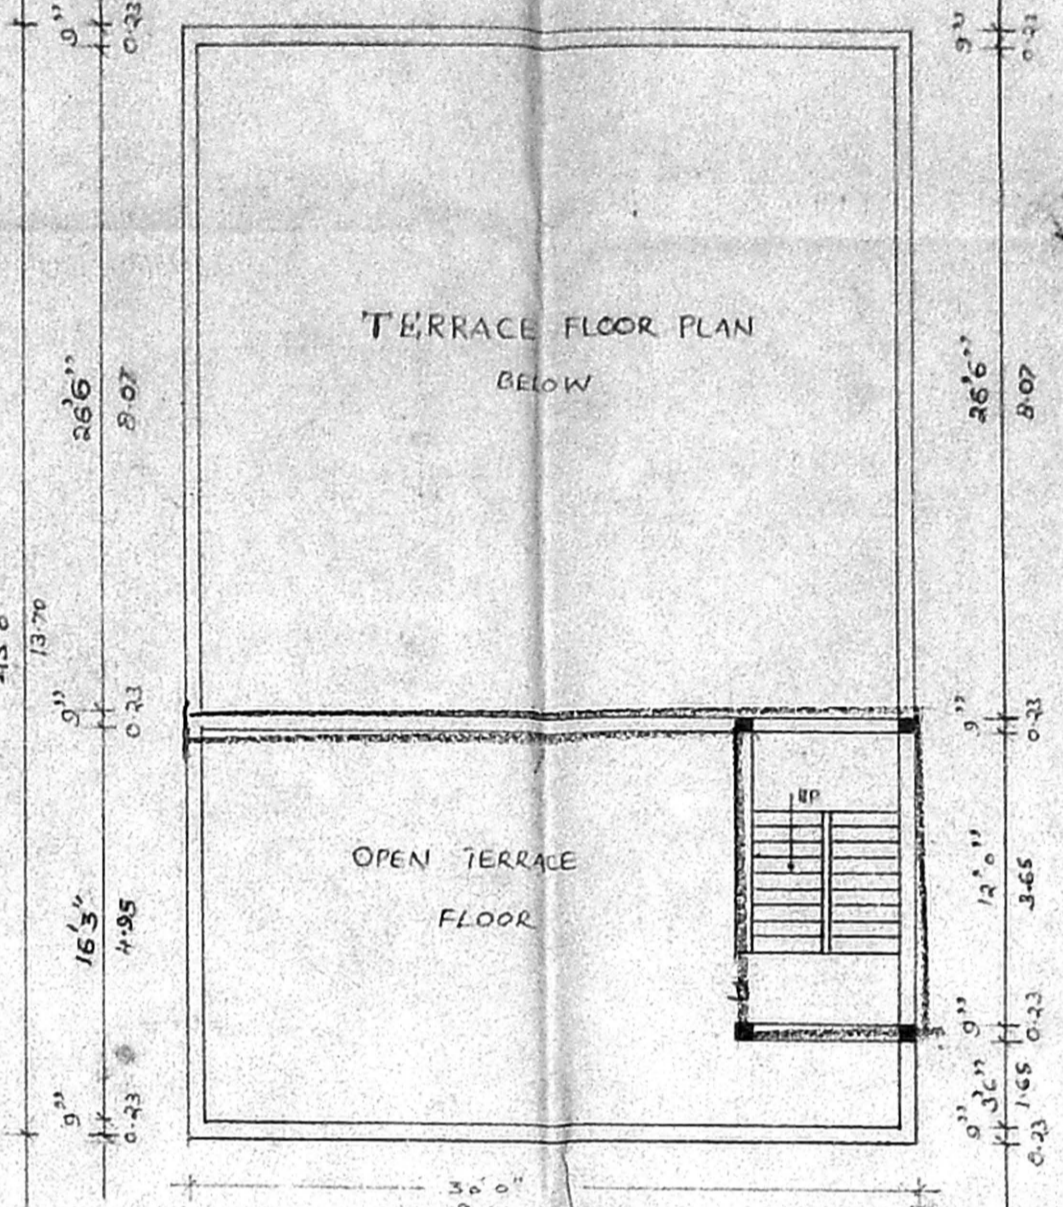 9" 0.23
9" 0.23
26'6" 8.07
26'6" 8.07
TERRACE FLOOR PLAN
BELOW
13.70
9" 0.23
9" 0.23
UP
OPEN TERRACE
FLOOR
16'3" 4.95
12'0" 3.65
9" 0.23
9" 0.23
3'6" 1.65
9" 0.23
30'0"